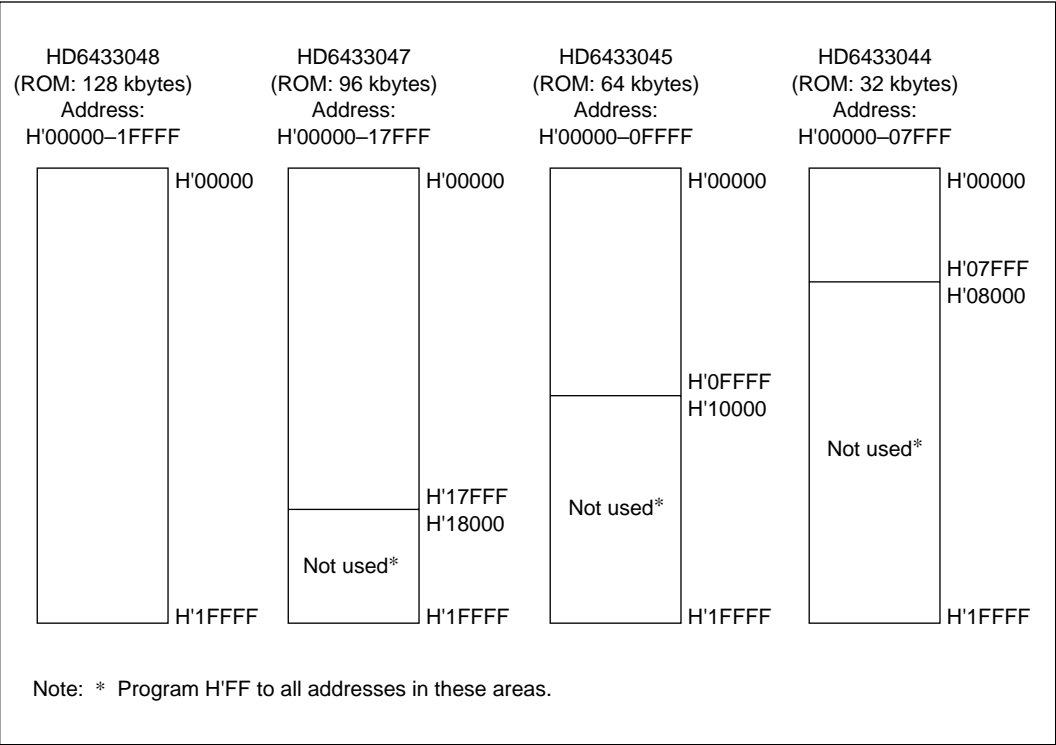 HD6433048
(ROM: 128 kbytes)
Address:
H'00000–1FFFF
H'00000
H'1FFFF
HD6433047
(ROM: 96 kbytes)
Address:
H'00000–17FFF
H'00000
H'17FFF
H'18000
Not used*
H'1FFFF
HD6433045
(ROM: 64 kbytes)
Address:
H'00000–0FFFF
H'00000
H'0FFFF
H'10000
Not used*
H'1FFFF
HD6433044
(ROM: 32 kbytes)
Address:
H'00000–07FFF
H'00000
H'07FFF
H'08000
Not used*
H'1FFFF
Note: * Program H'FF to all addresses in these areas.